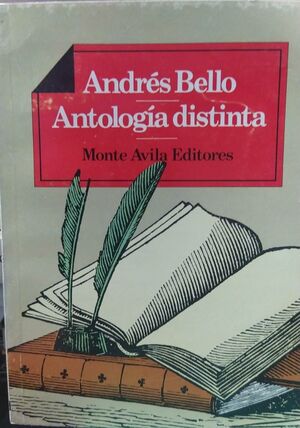 Andrés Bello
Antología distinta
Monte Avila Editores